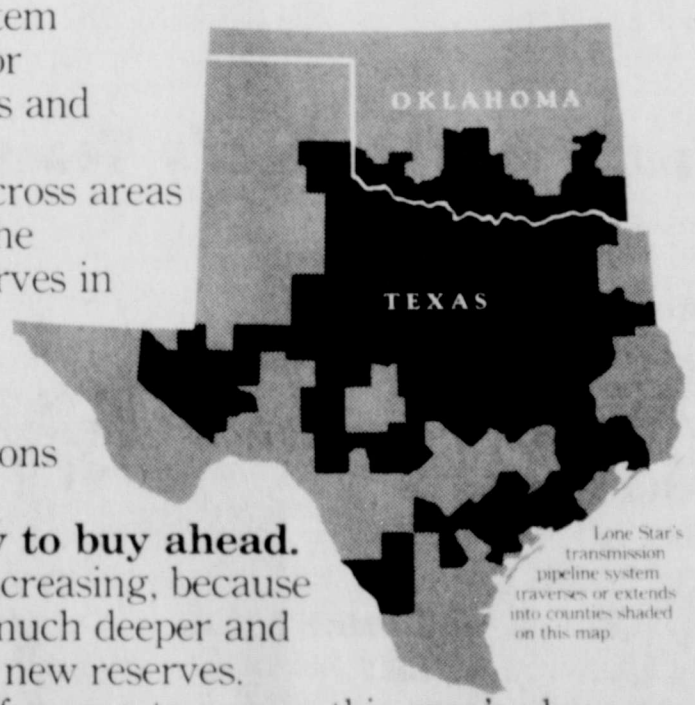 tem
or
s and
cross areas
he
rves in
ons
y to buy ahead.
creasing, because
much deeper and
new reserves.
OKLAHOMA
TEXAS
Lone Star's
transmission
pipeline system
traverses or extends
into counties shaded
on this map.